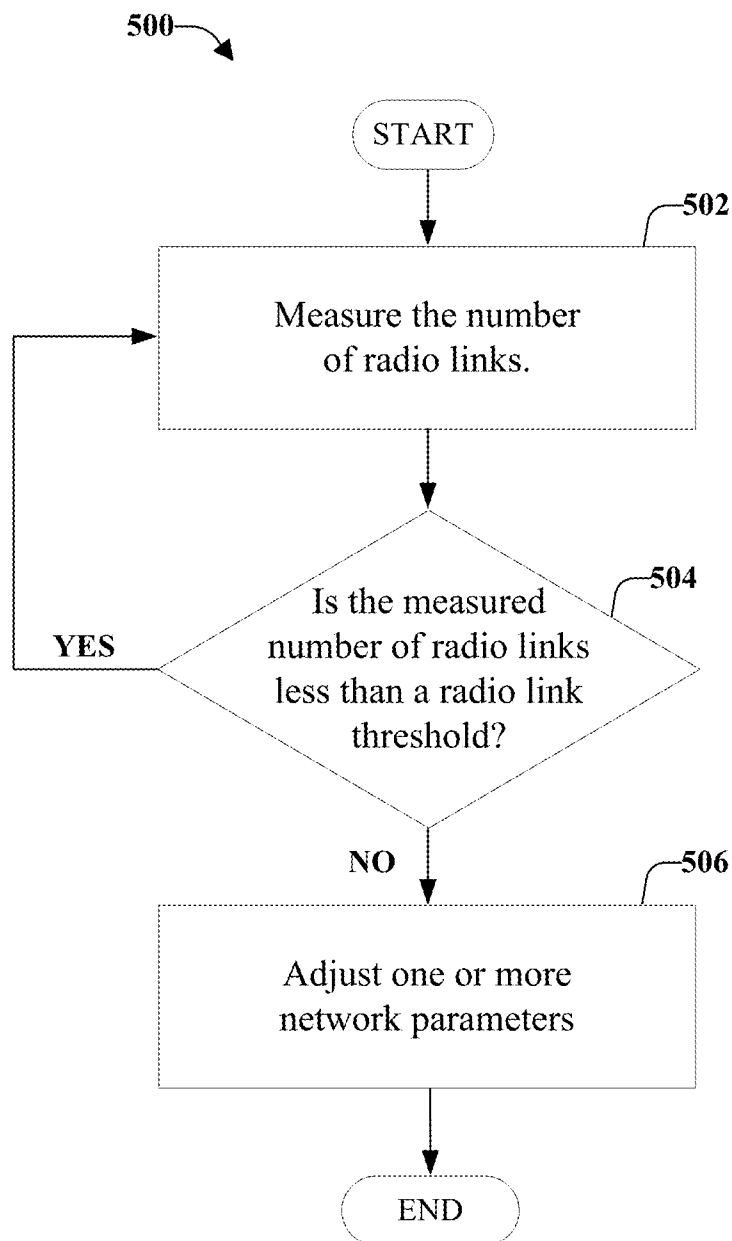 500
START
502
Measure the number
of radio links.
504
Is the measured
number of radio links
less than a radio link
threshold?
YES
NO
506
Adjust one or more
network parameters
END